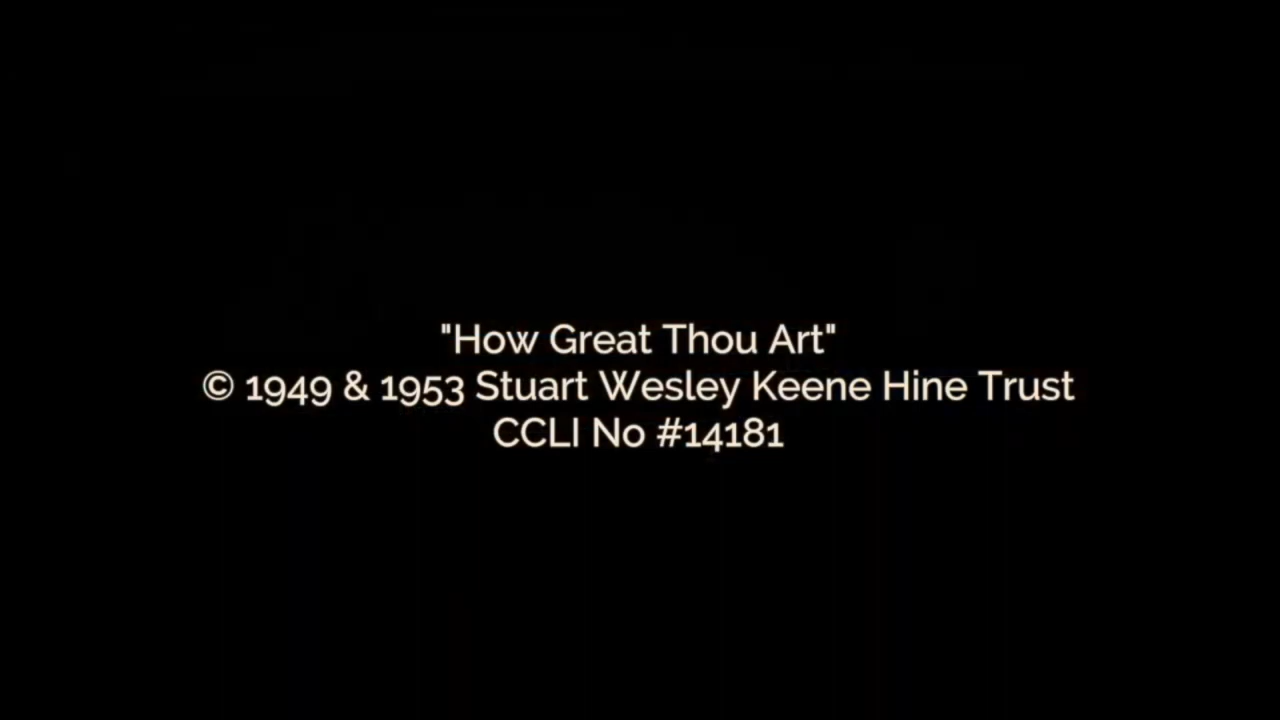 "How Great Thou Art"
© 1949 & 1953 Stuart Wesley Keene Hine Trust
CCLI No #14181